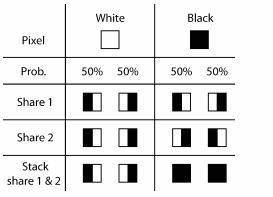 White Black
Pixel
Prob. 50% 50% 50% 50%
Share 1
Share 2
Stack
share 1 & 2